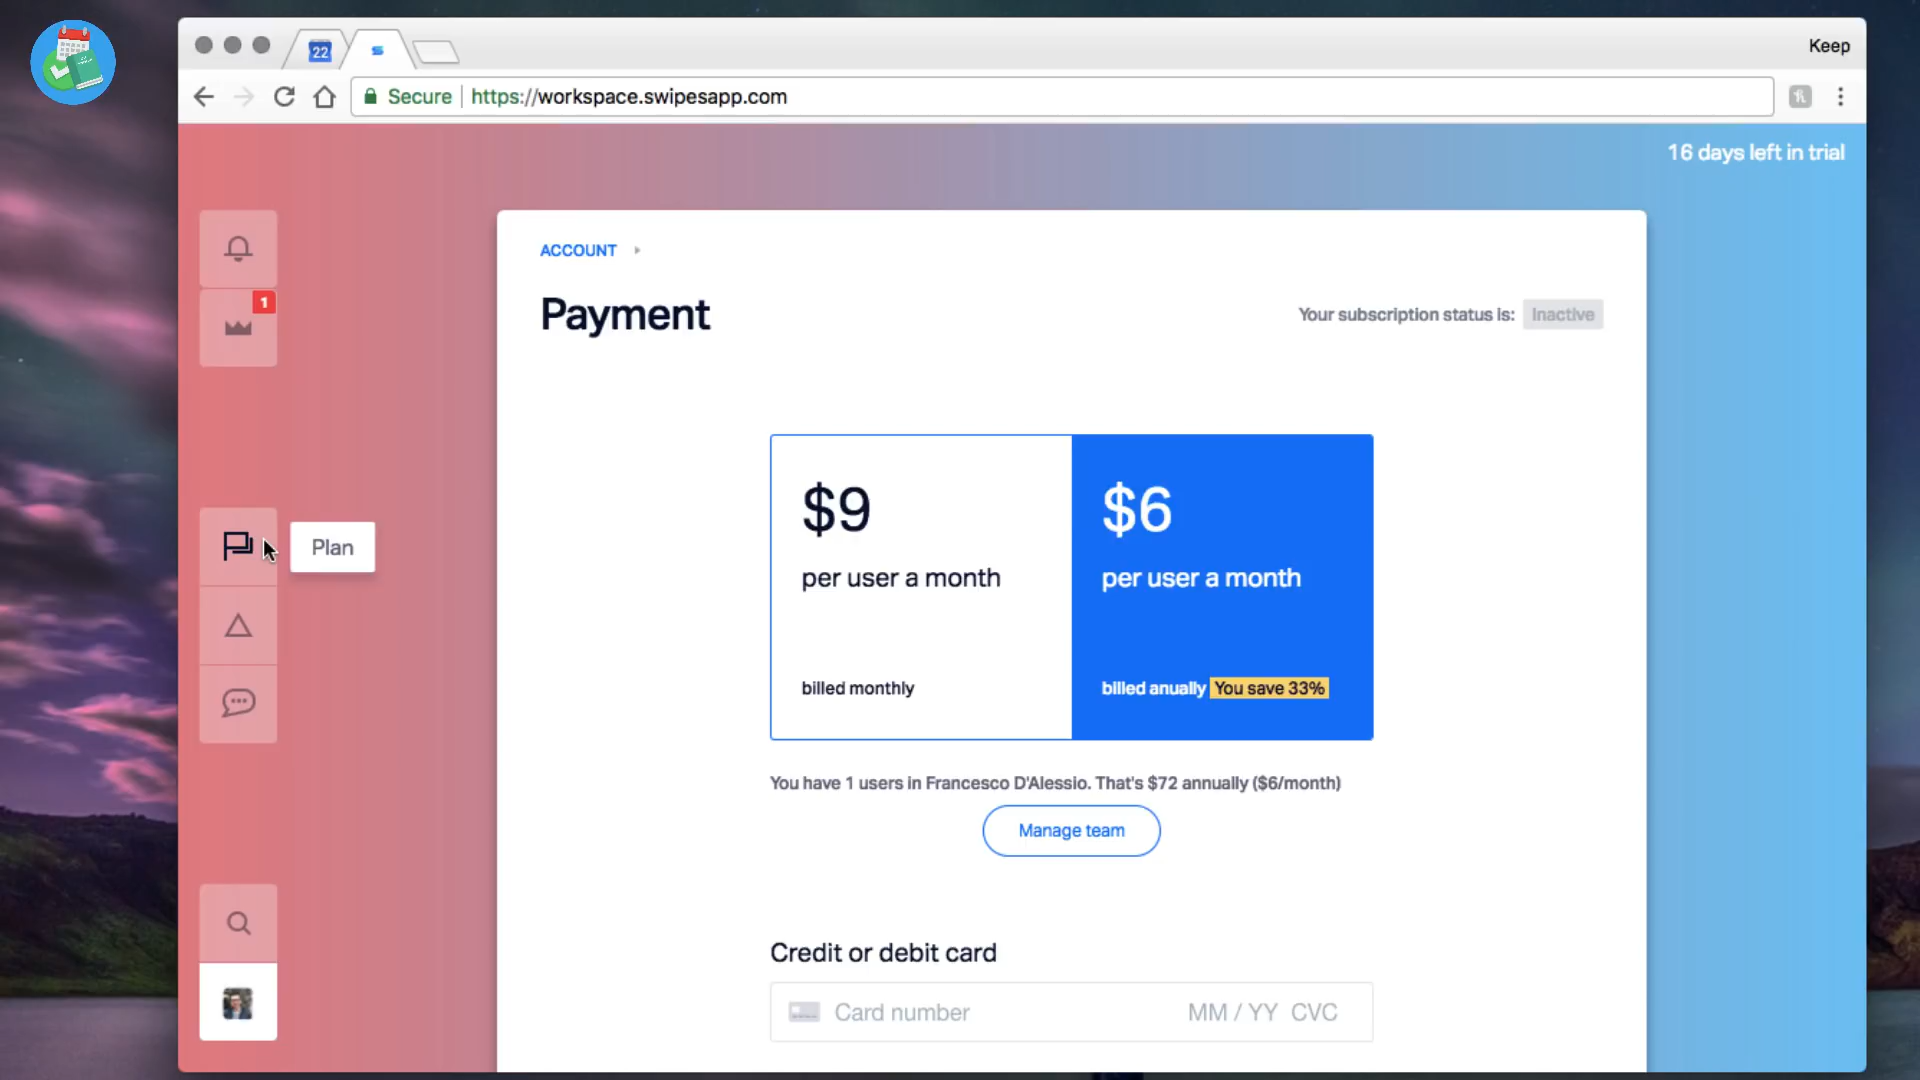 22
Keep
Secure https://workspace.swipesapp.com
16 days left in trial
1
ACCOUNT
Payment
Your subscription status is: Inactive
Plan
$9
per user a month
billed monthly
$6
per user a month
billed anually You save 33%
You have 1 users in Francesco D'Alessio. That's $72 annually ($6/month)
Manage team
Credit or debit card
Card number MM / YY CVC